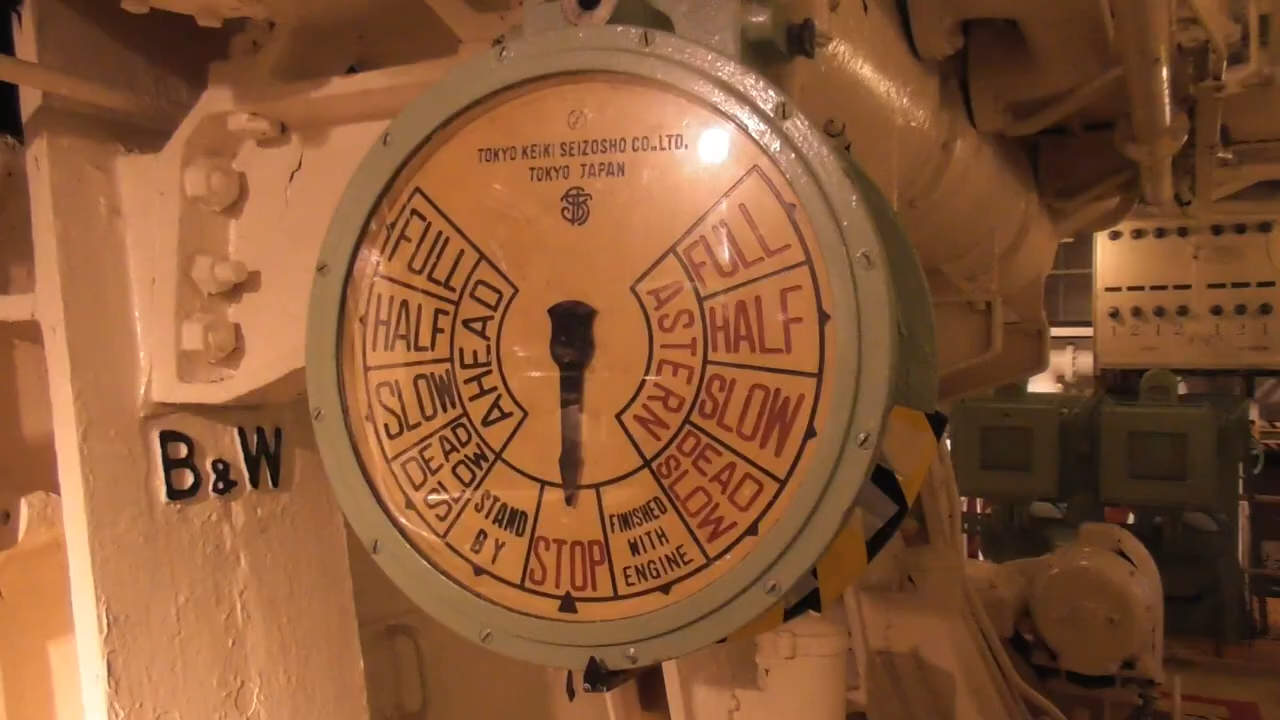 TOKYO KEIKI SEIZOSHO CO.,LTD.
TOKYO JAPAN
FULL
HALF
SLOW
DEAD
SLOW
AHEAD
STAND
BY
STOP
FINISHED
WITH
ENGINE
ASTERN
FULL
HALF
SLOW
DEAD
SLOW
B&W